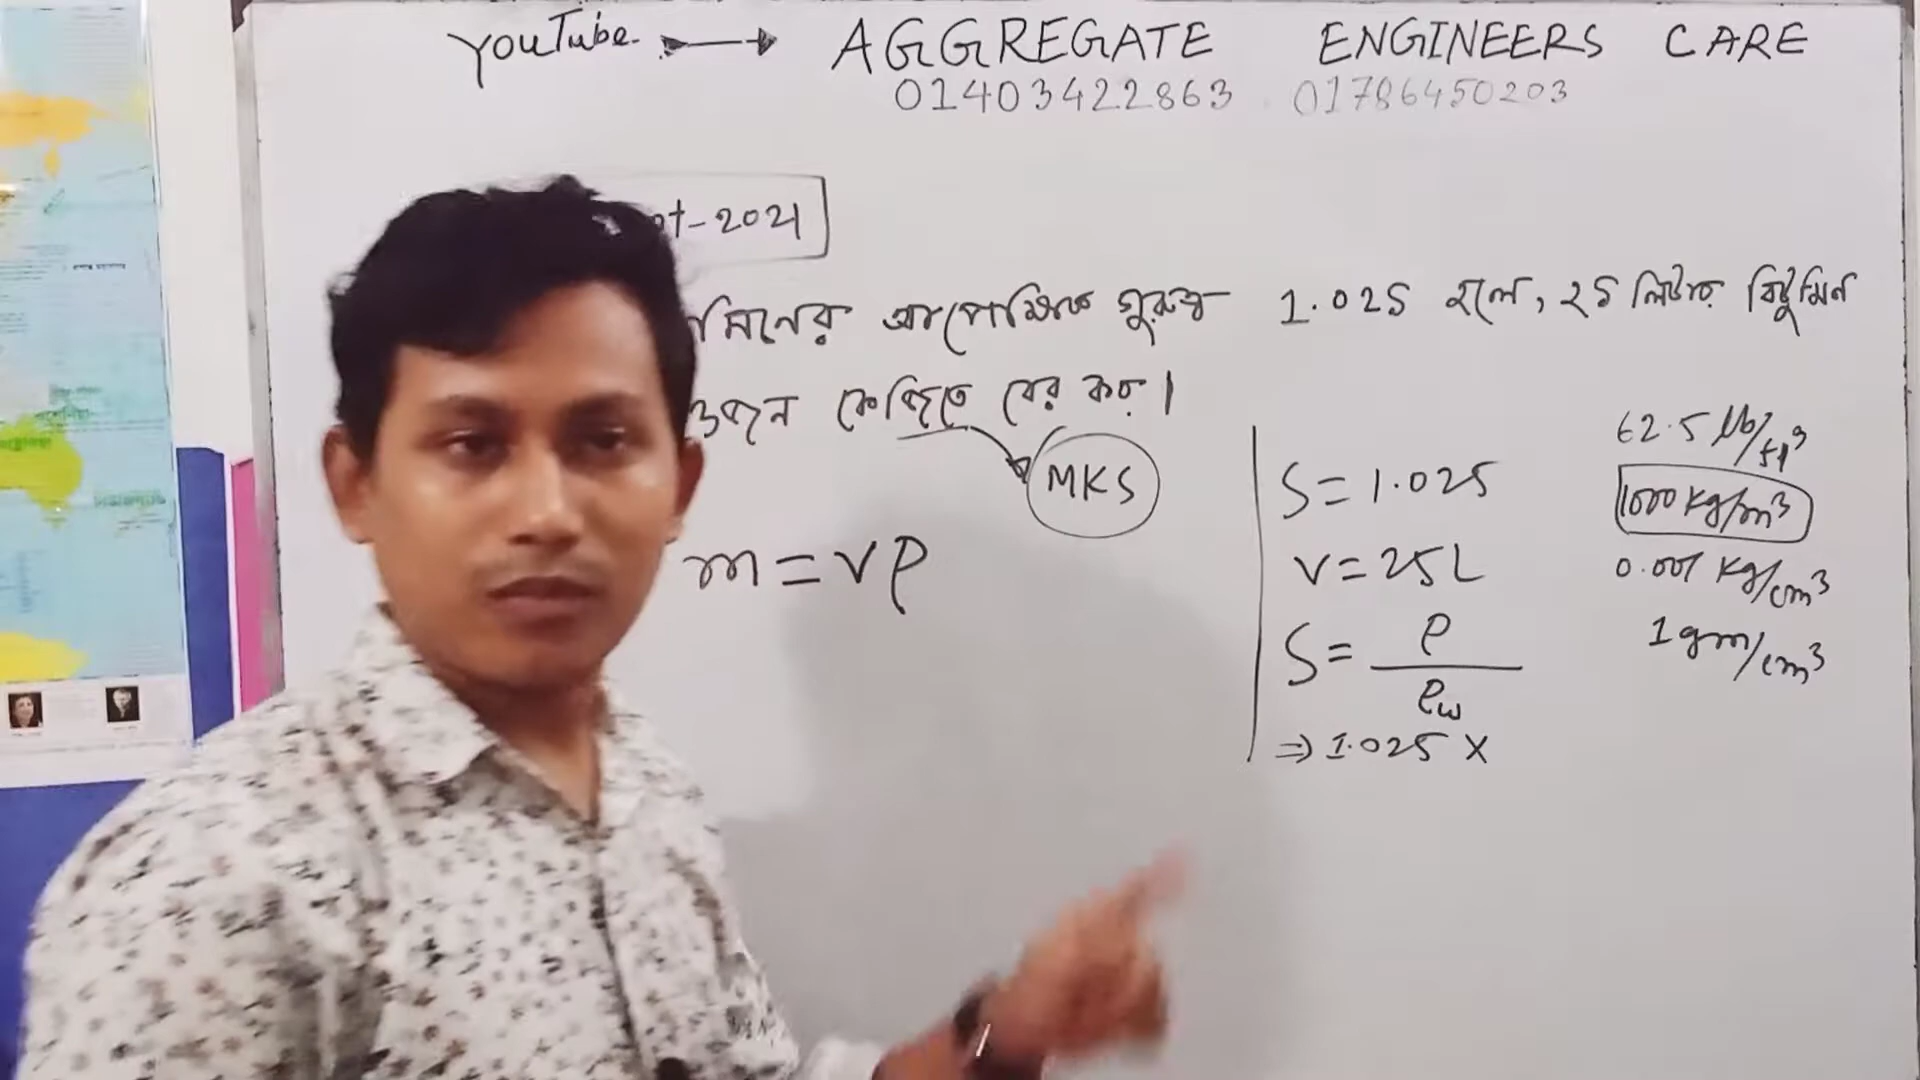 YouTube → AGGREGATE ENGINEERS CARE
01403422863 01786450203
pt-2021
মিনের আপেক্ষিক গুরুত্ব 1.025 হলে, ২৫ লিটার বিটুমিন
ওজন কেজিতে বের কর।
MKS
m = vρ
S = 1.025
v = 25L
S = ρ/ρw
⇒ 1.025 ×
62.5 lb/ft³
1000 kg/m³
0.001 kg/cm³
1 gm/cm³